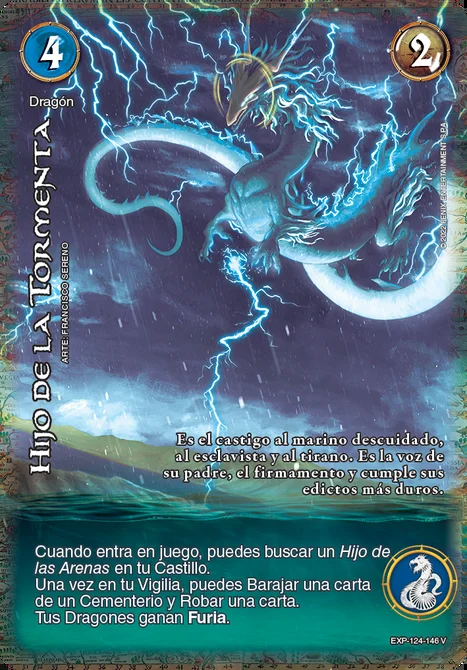 4
2
Dragón
Hijo de la Tormenta
ARTE: FRANCISCO SERENO
©2022 FENIX ENTERTAINMENT S.P.A
Es el castigo al marino descuidado,
al esclavista y al tirano. Es la voz de
su padre, el firmamento y cumple sus
edictos más duros.
Cuando entra en juego, puedes buscar un Hijo de
las Arenas en tu Castillo.
Una vez en tu Vigilia, puedes Barajar una carta
de un Cementerio y Robar una carta.
Tus Dragones ganan Furia.
EXP-124-146 V